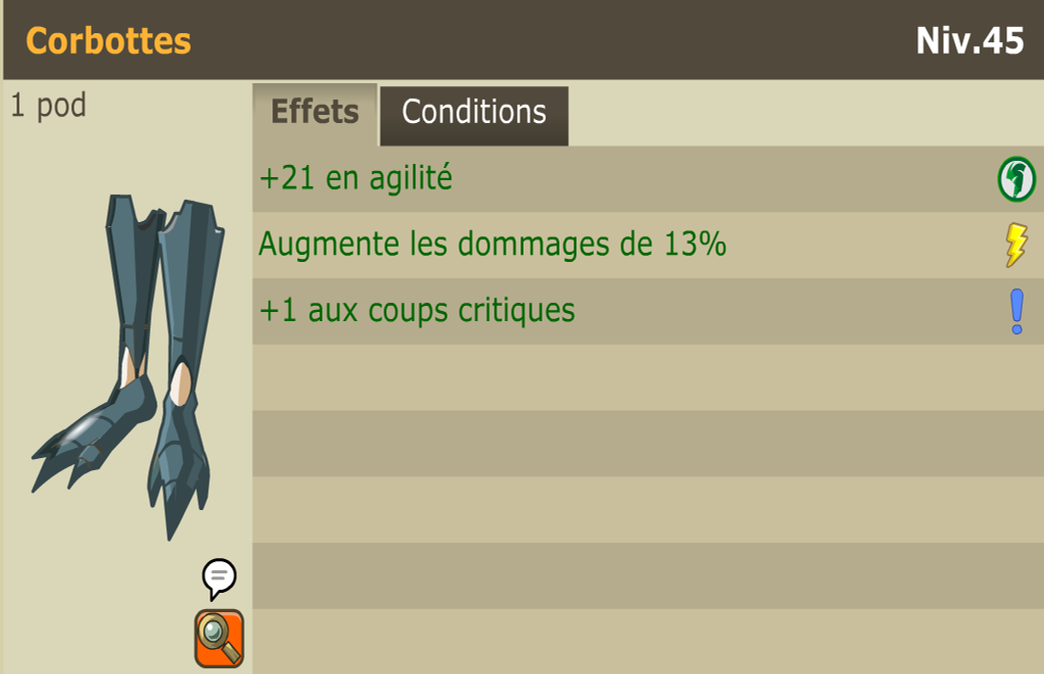 Corbottes
Niv.45
1 pod
Effets
Conditions
+21 en agilité
Augmente les dommages de 13%
+1 aux coups critiques